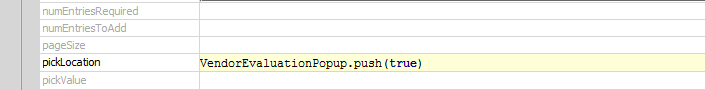 numEntriesRequired
numEntriesToAdd
pageSize
pickLocation VendorEvaluationPopup.push(true)
pickValue